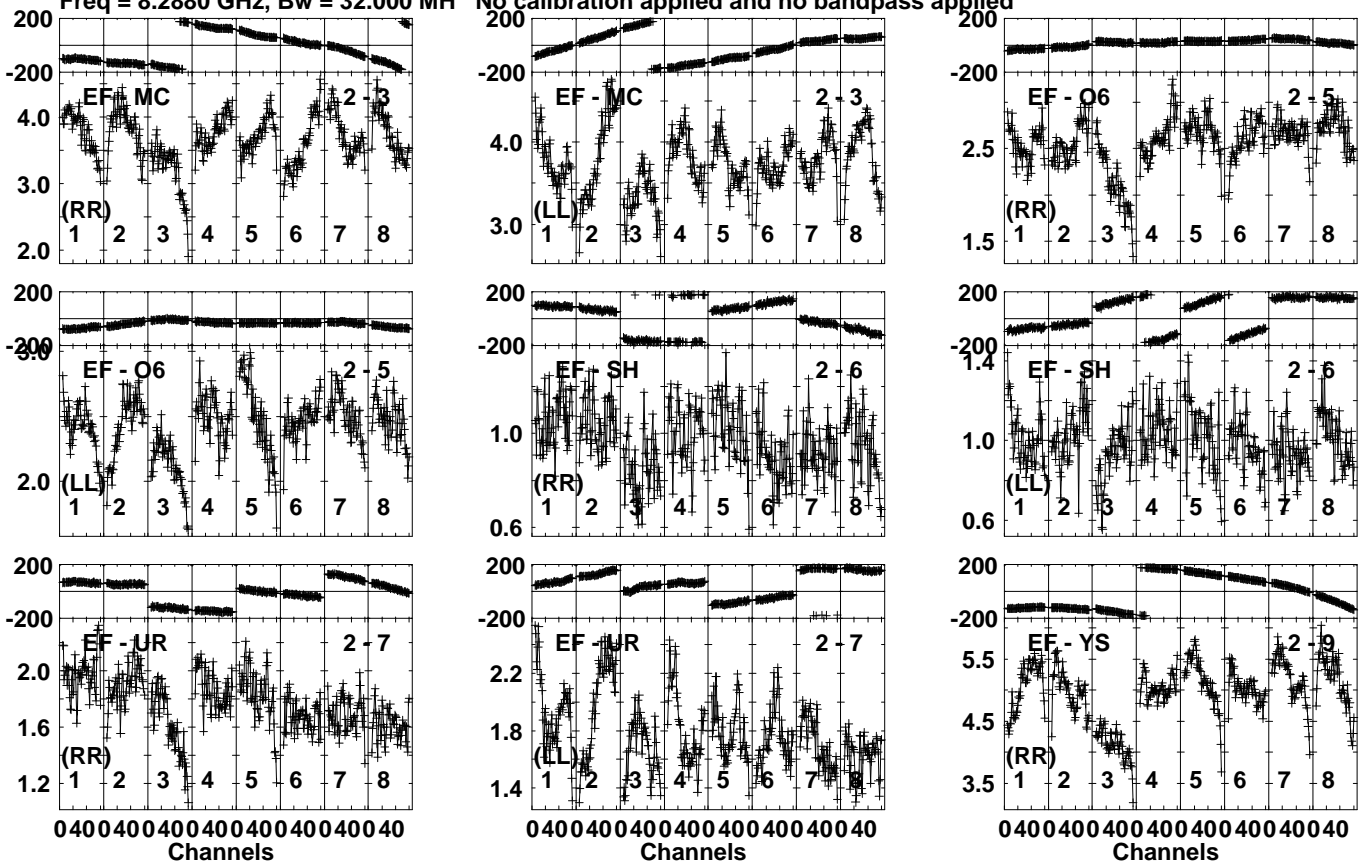 Freq = 8.2880 GHz, Bw = 32.000 MH No calibration applied and no bandpass applied
200 200 200
-200 -200 -200
EF - MC 2 - 3 EF - MC 2 - 3 EF - O6 2 - 5
4.0 4.0 2.5
3.0 3.0 1.5
2.0
(RR) (LL) (RR)
1 2 3 4 5 6 7 8 1 2 3 4 5 6 7 8 1 2 3 4 5 6 7 8
200 200 200
-200 -200 -200
3.0 1.4
EF - O6 2 - 5 EF - SH 2 - 6 EF - SH 2 - 6
2.0 1.0 1.0
0.6 0.6
(LL) (RR) (LL)
1 2 3 4 5 6 7 8 1 2 3 4 5 6 7 8 1 2 3 4 5 6 7 8
200 200 200
-200 -200 -200
EF - UR 2 - 7 EF - UR 2 - 7 EF - YS 2 - 9
2.0 2.2 5.5
1.6 1.8 4.5
1.2 1.4 3.5
(RR) (LL) (RR)
1 2 3 4 5 6 7 8 1 2 3 4 5 6 7 8 1 2 3 4 5 6 7 8
0 40 0 40 0 40 0 40 0 40 0 40 0 40 0 40 0 40 0 40 0 40 0 40 0 40 0 40 0 40 0 40 0 40 0 40 0 40 0 40 0 40 0 40 0 40 0 40
Channels Channels Channels